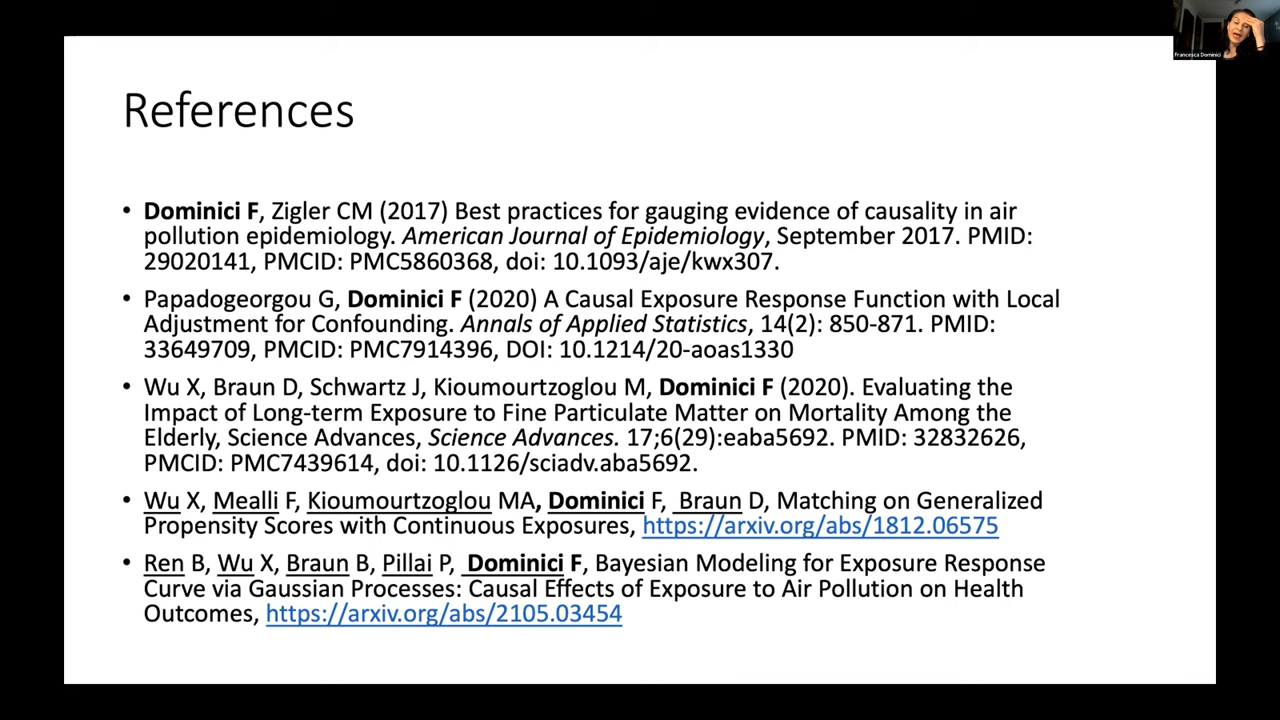 References
• Dominici F, Zigler CM (2017) Best practices for gauging evidence of causality in air
pollution epidemiology. American Journal of Epidemiology, September 2017. PMID:
29020141, PMCID: PMC5860368, doi: 10.1093/aje/kwx307.
• Papadogeorgou G, Dominici F (2020) A Causal Exposure Response Function with Local
Adjustment for Confounding. Annals of Applied Statistics, 14(2): 850-871. PMID:
33649709, PMCID: PMC7914396, DOI: 10.1214/20-aoas1330
• Wu X, Braun D, Schwartz J, Kioumourtzoglou M, Dominici F (2020). Evaluating the
Impact of Long-term Exposure to Fine Particulate Matter on Mortality Among the
Elderly, Science Advances, Science Advances. 17;6(29):eaba5692. PMID: 32832626,
PMCID: PMC7439614, doi: 10.1126/sciadv.aba5692.
• Wu X, Mealli F, Kioumourtzoglou MA, Dominici F, Braun D, Matching on Generalized
Propensity Scores with Continuous Exposures, https://arxiv.org/abs/1812.06575
• Ren B, Wu X, Braun B, Pillai P, Dominici F, Bayesian Modeling for Exposure Response
Curve via Gaussian Processes: Causal Effects of Exposure to Air Pollution on Health
Outcomes, https://arxiv.org/abs/2105.03454
Francesca Dominici